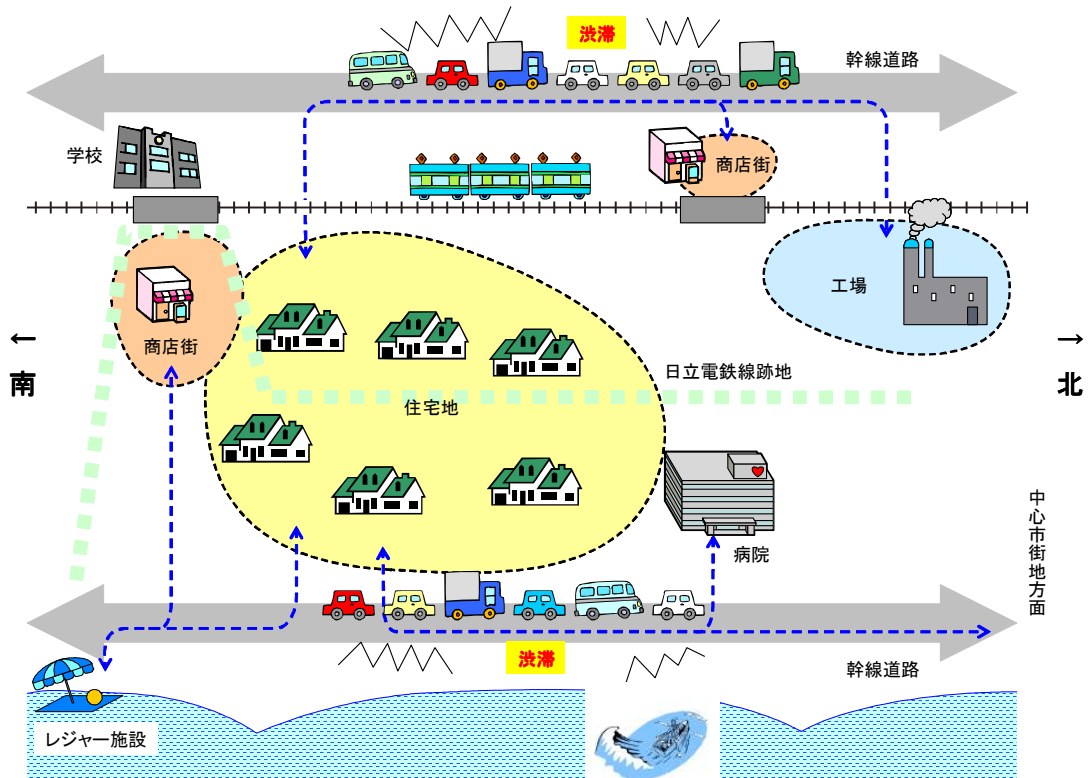 渋滞
幹線道路
学校
商店街
工場
商店街
←
南
→
北
日立電鉄線跡地
住宅地
中心市街地方面
病院
渋滞
幹線道路
レジャー施設